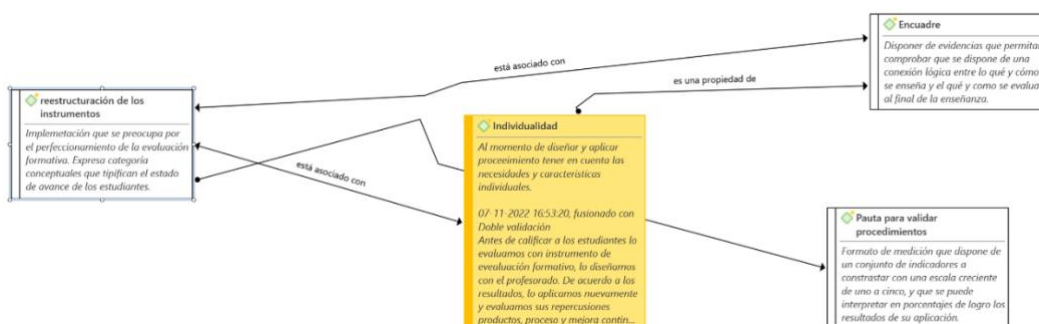 Encuadre
Disponer de evidencias que permita
comprobar que se dispone de una
conexión lógica entre lo qué y cómo
se enseña y el qué y como se evalua
al final de la enseñanza.
está asociado con
es una propiedad de
reestructuración de los
instrumentos
Implemetación que se preocupa por
el perfeccionamiento de la evaluación
formativa. Expresa categoría
conceptuales que tipifican el estado
de avance de los estudiantes.
está asociado con
Individualidad
Al momento de diseñar y aplicar
proceeimiento tener en cuenta las
necesidades y características
individuales.
07-11-2022 16:53:20, fusionado con
Doble validación
Antes de calificar a los estudiantes lo
evaluamos con instrumento de
eveluación formativo, lo diseñamos
con el profesorado. De acuerdo a los
resultados, lo aplicamos nuevamente
y evaluamos sus repercusiones
productos, proceso y mejora contin...
Pauta para validar
procedimientos
Formato de medición que dispone de
un conjunto de indicadores a
constrastar con una escala creciente
de uno a cinco, y que se puede
interpretar en porcentajes de logro los
resultados de su aplicación.